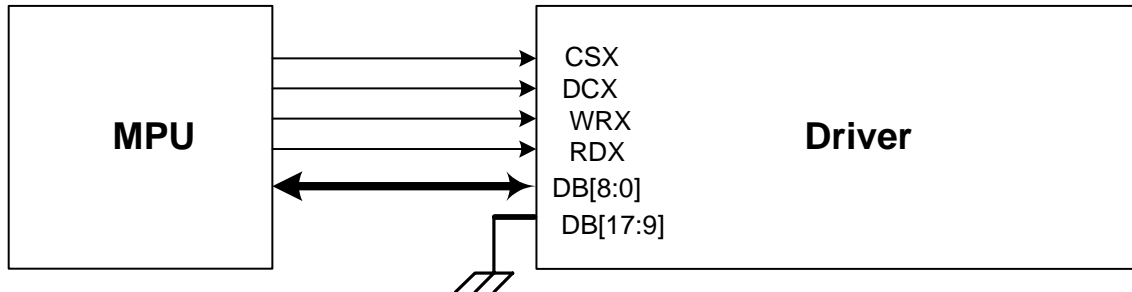 MPU
CSX
DCX
WRX
RDX
DB[8:0]
DB[17:9]
Driver